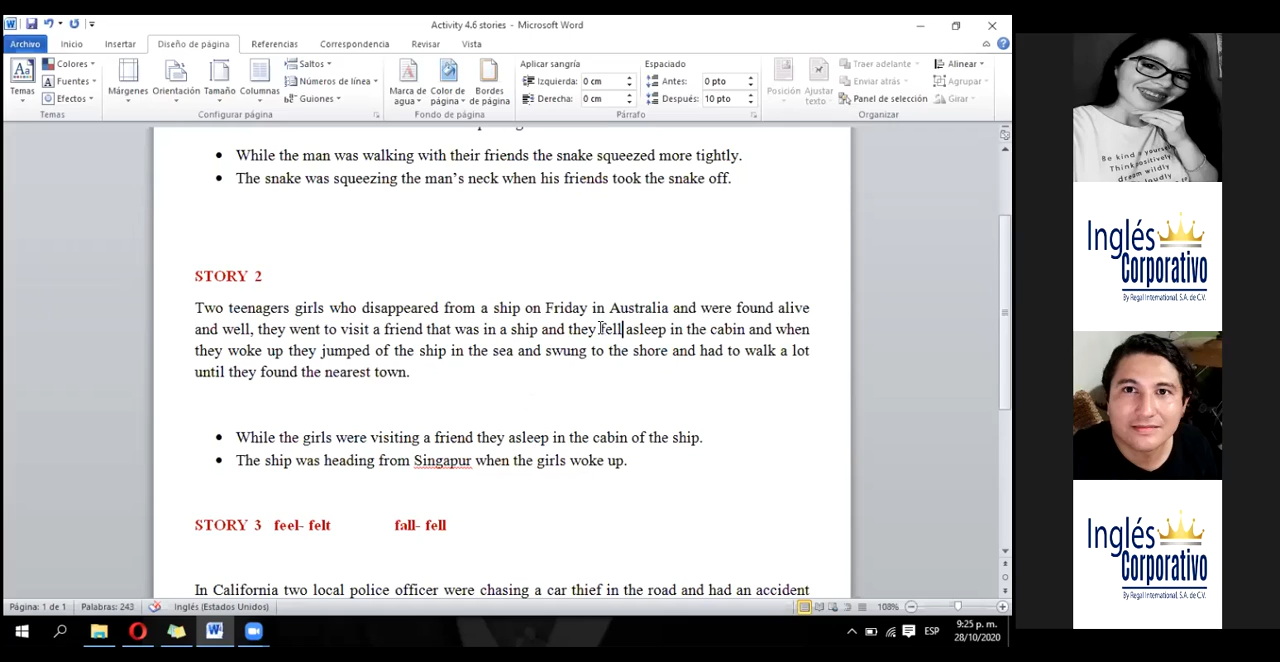 Activity 4.6 stories - Microsoft Word
Archivo Inicio Insertar Diseño de página Referencias Correspondencia Revisar Vista
Temas
Colores
Fuentes
Efectos
Temas
Márgenes Orientación Tamaño Columnas
Saltos
Números de línea
Guiones
Configurar página
Marca de agua
Color de página
Bordes de página
Fondo de página
Aplicar sangría
Izquierda: 0 cm
Derecha: 0 cm
Espaciado
Antes: 0 pto
Después: 10 pto
Párrafo
Posición
Ajustar texto
Traer adelante
Enviar atrás
Panel de selección
Alinear
Agrupar
Girar
Organizar
• While the man was walking with their friends the snake squeezed more tightly.
• The snake was squeezing the man's neck when his friends took the snake off.
STORY 2
Two teenagers girls who disappeared from a ship on Friday in Australia and were found alive
and well, they went to visit a friend that was in a ship and they fell asleep in the cabin and when
they woke up they jumped of the ship in the sea and swung to the shore and had to walk a lot
until they found the nearest town.
• While the girls were visiting a friend they asleep in the cabin of the ship.
• The ship was heading from Singapur when the girls woke up.
STORY 3 feel- felt fall- fell
In California two local police officer were chasing a car thief in the road and had an accident
Página: 1 de 1 Palabras: 243 Inglés (Estados Unidos) 108%
ESP
9:25 p. m.
28/10/2020
Be kind
Think positively
dream wildly
Inglés
Corporativo
By Regal International, S.A. de C.V.
Inglés
Corporativo
By Regal International, S.A. de C.V.